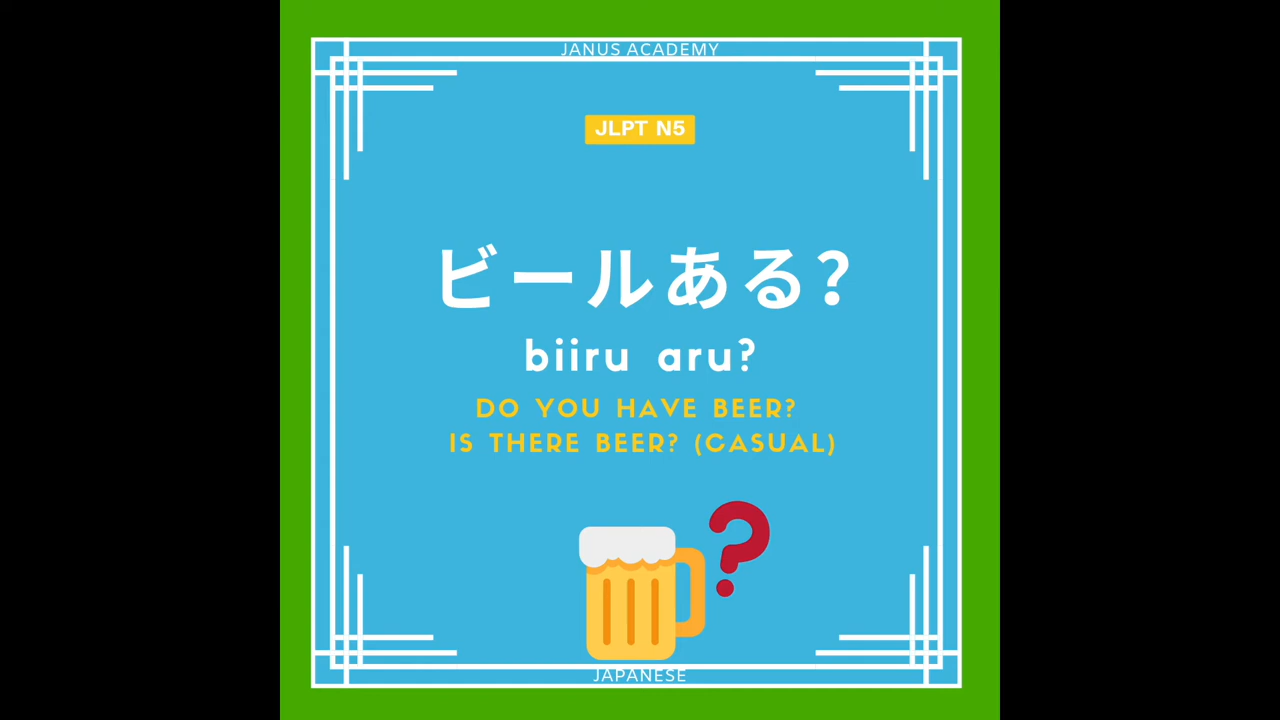 JANUS ACADEMY
JLPT N5
ビールある?
biiru aru?
DO YOU HAVE BEER?
IS THERE BEER? (CASUAL)
JAPANESE